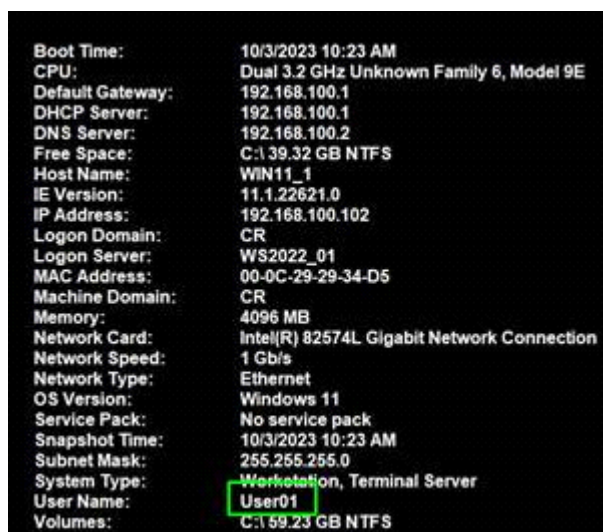 Boot Time: 10/3/2023 10:23 AM
CPU: Dual 3.2 GHz Unknown Family 6, Model 9E
Default Gateway: 192.168.100.1
DHCP Server: 192.168.100.1
DNS Server: 192.168.100.2
Free Space: C:\ 39.32 GB NTFS
Host Name: WIN11_1
IE Version: 11.1.22621.0
IP Address: 192.168.100.102
Logon Domain: CR
Logon Server: WS2022_01
MAC Address: 00-0C-29-29-34-D5
Machine Domain: CR
Memory: 4096 MB
Network Card: Intel(R) 82574L Gigabit Network Connection
Network Speed: 1 Gb/s
Network Type: Ethernet
OS Version: Windows 11
Service Pack: No service pack
Snapshot Time: 10/3/2023 10:23 AM
Subnet Mask: 255.255.255.0
System Type: Workstation, Terminal Server
User Name: User01
Volumes: C:\ 59.23 GB NTFS